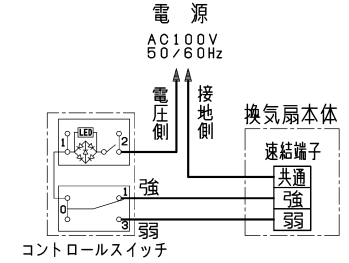 電源
AC100V
50/60Hz
電圧側
接地側
換気扇本体
速結端子
共通
強
弱
LED
1
2
強
1
0
3
弱
コントロールスイッチ